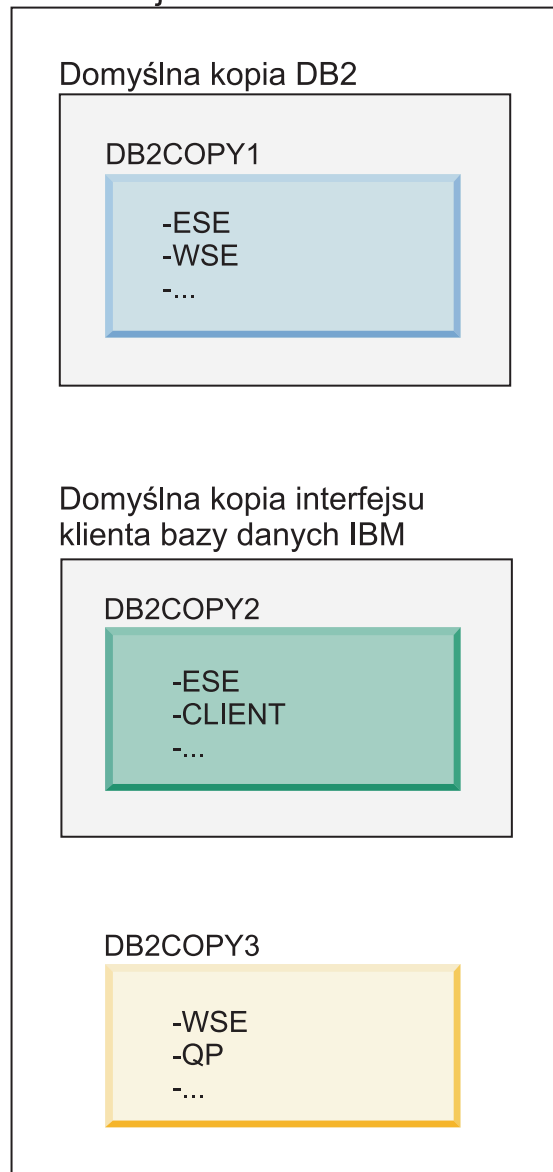 Domyślna kopia DB2
DB2COPY1
-ESE
-WSE
-...
Domyślna kopia interfejsu
klienta bazy danych IBM
DB2COPY2
-ESE
-CLIENT
-...
DB2COPY3
-WSE
-QP
-...